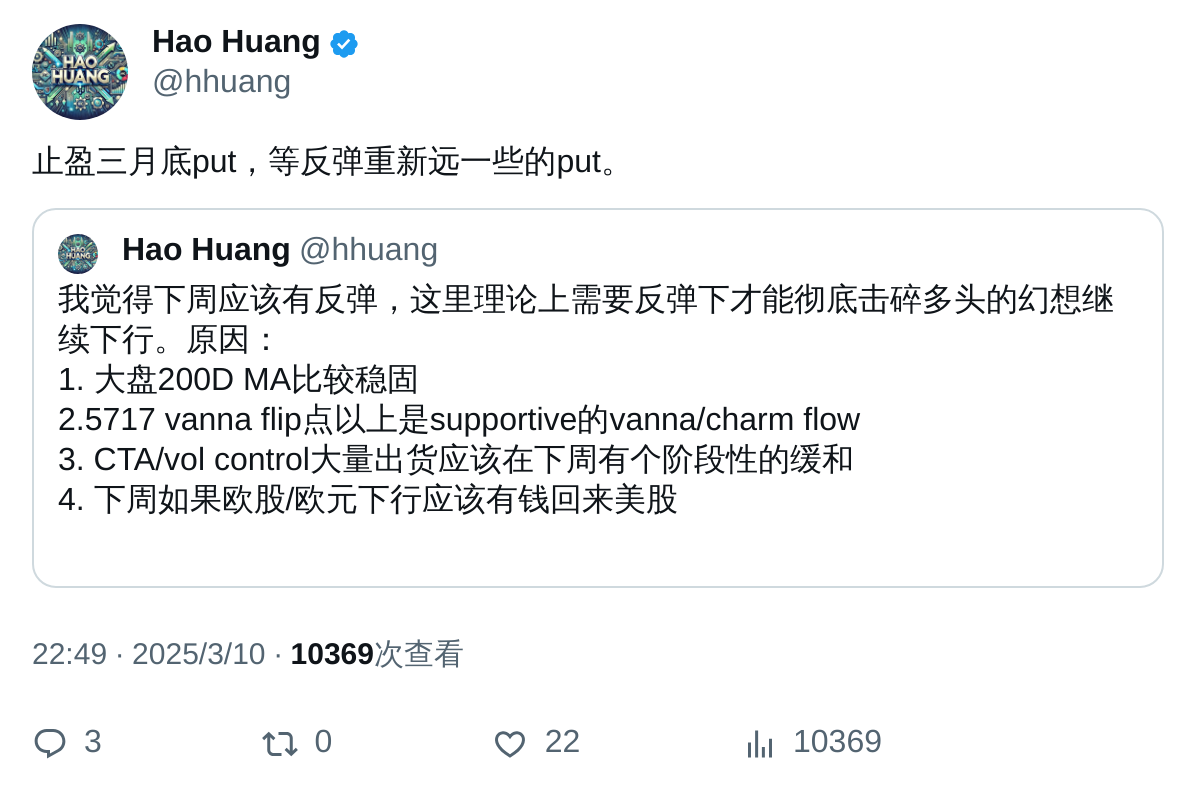 HAO
HUANG
Hao Huang
@hhuang
止盈三月底put，等反弹重新远一些的put。
HAO
HUANG
Hao Huang @hhuang
我觉得下周应该有反弹，这里理论上需要反弹下才能彻底击碎多头的幻想继
续下行。原因：
1. 大盘200D MA比较稳固
2.5717 vanna flip点以上是supportive的vanna/charm flow
3. CTA/vol control大量出货应该在下周有个阶段性的缓和
4. 下周如果欧股/欧元下行应该有钱回来美股
22:49 · 2025/3/10 · 10369次查看
3 0 22 10369